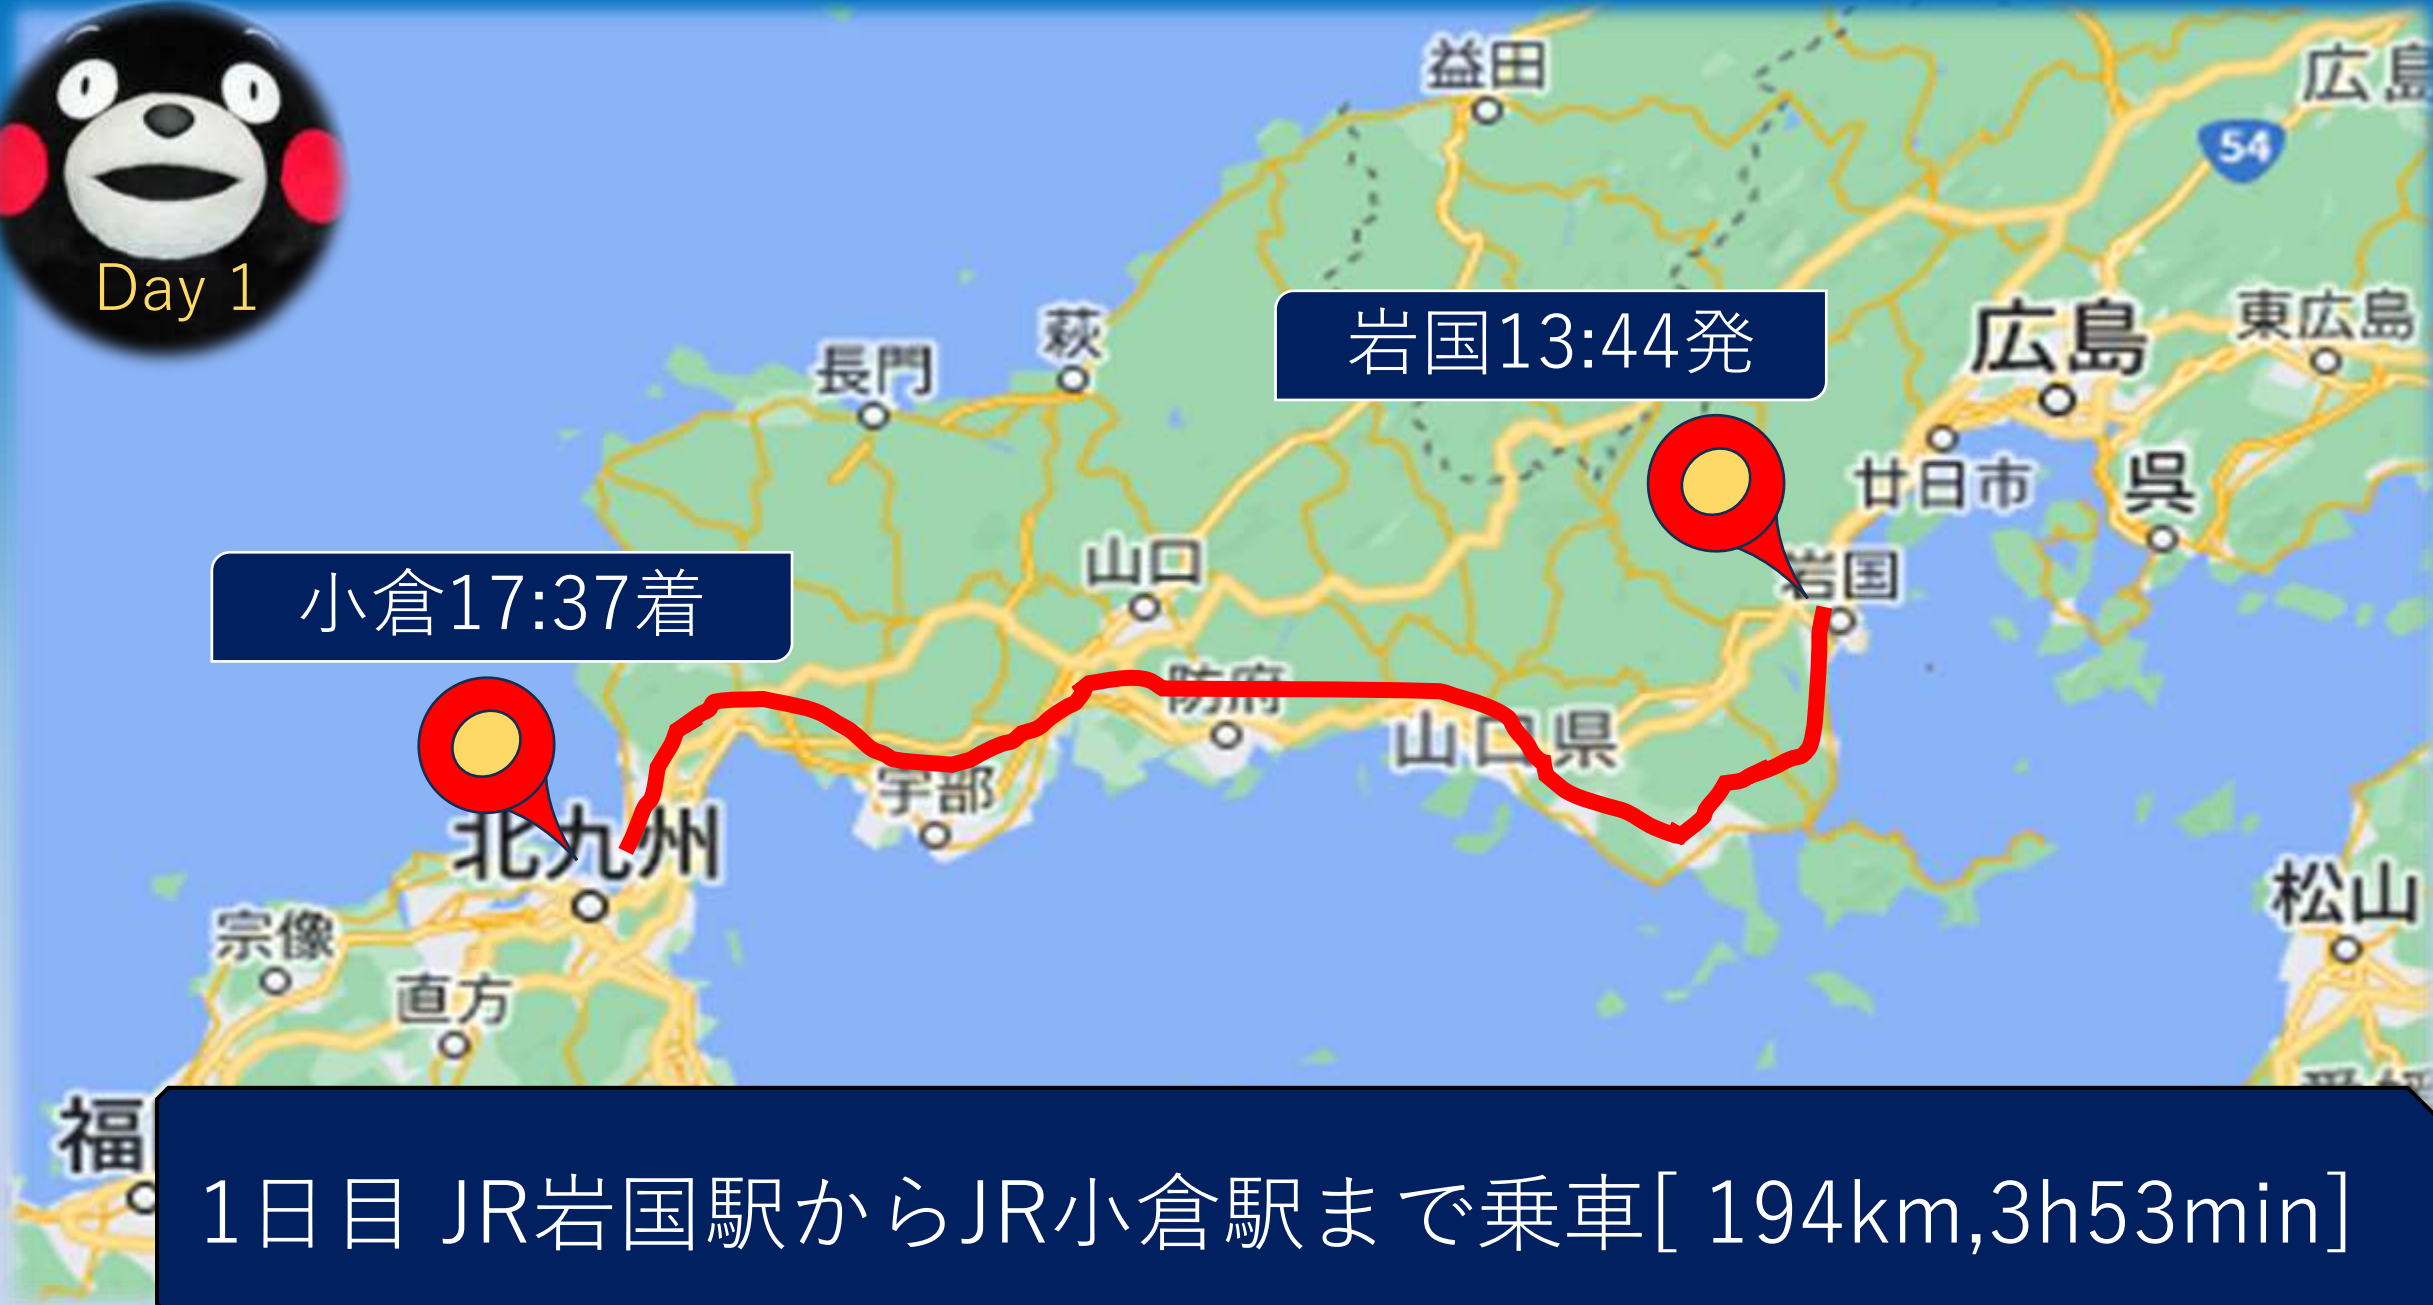 益田
広島
54
Day 1
岩国13:44発
萩
長門
広島
東広島
廿日市
呉
小倉17:37着
山口
岩国
防府
山口県
宇部
北九州
松山
宗像
直方
福
1日目 JR岩国駅からJR小倉駅まで乗車[ 194km,3h53min]